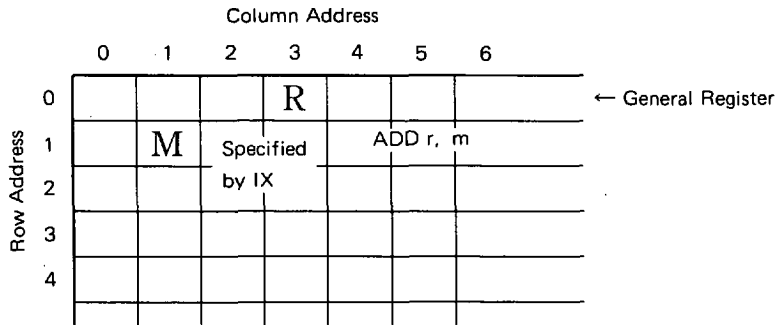 Column Address
0 1 2 3 4 5 6
0 R ← General Register
Row Address
1 M Specified ADD r, m
by IX
2
3
4